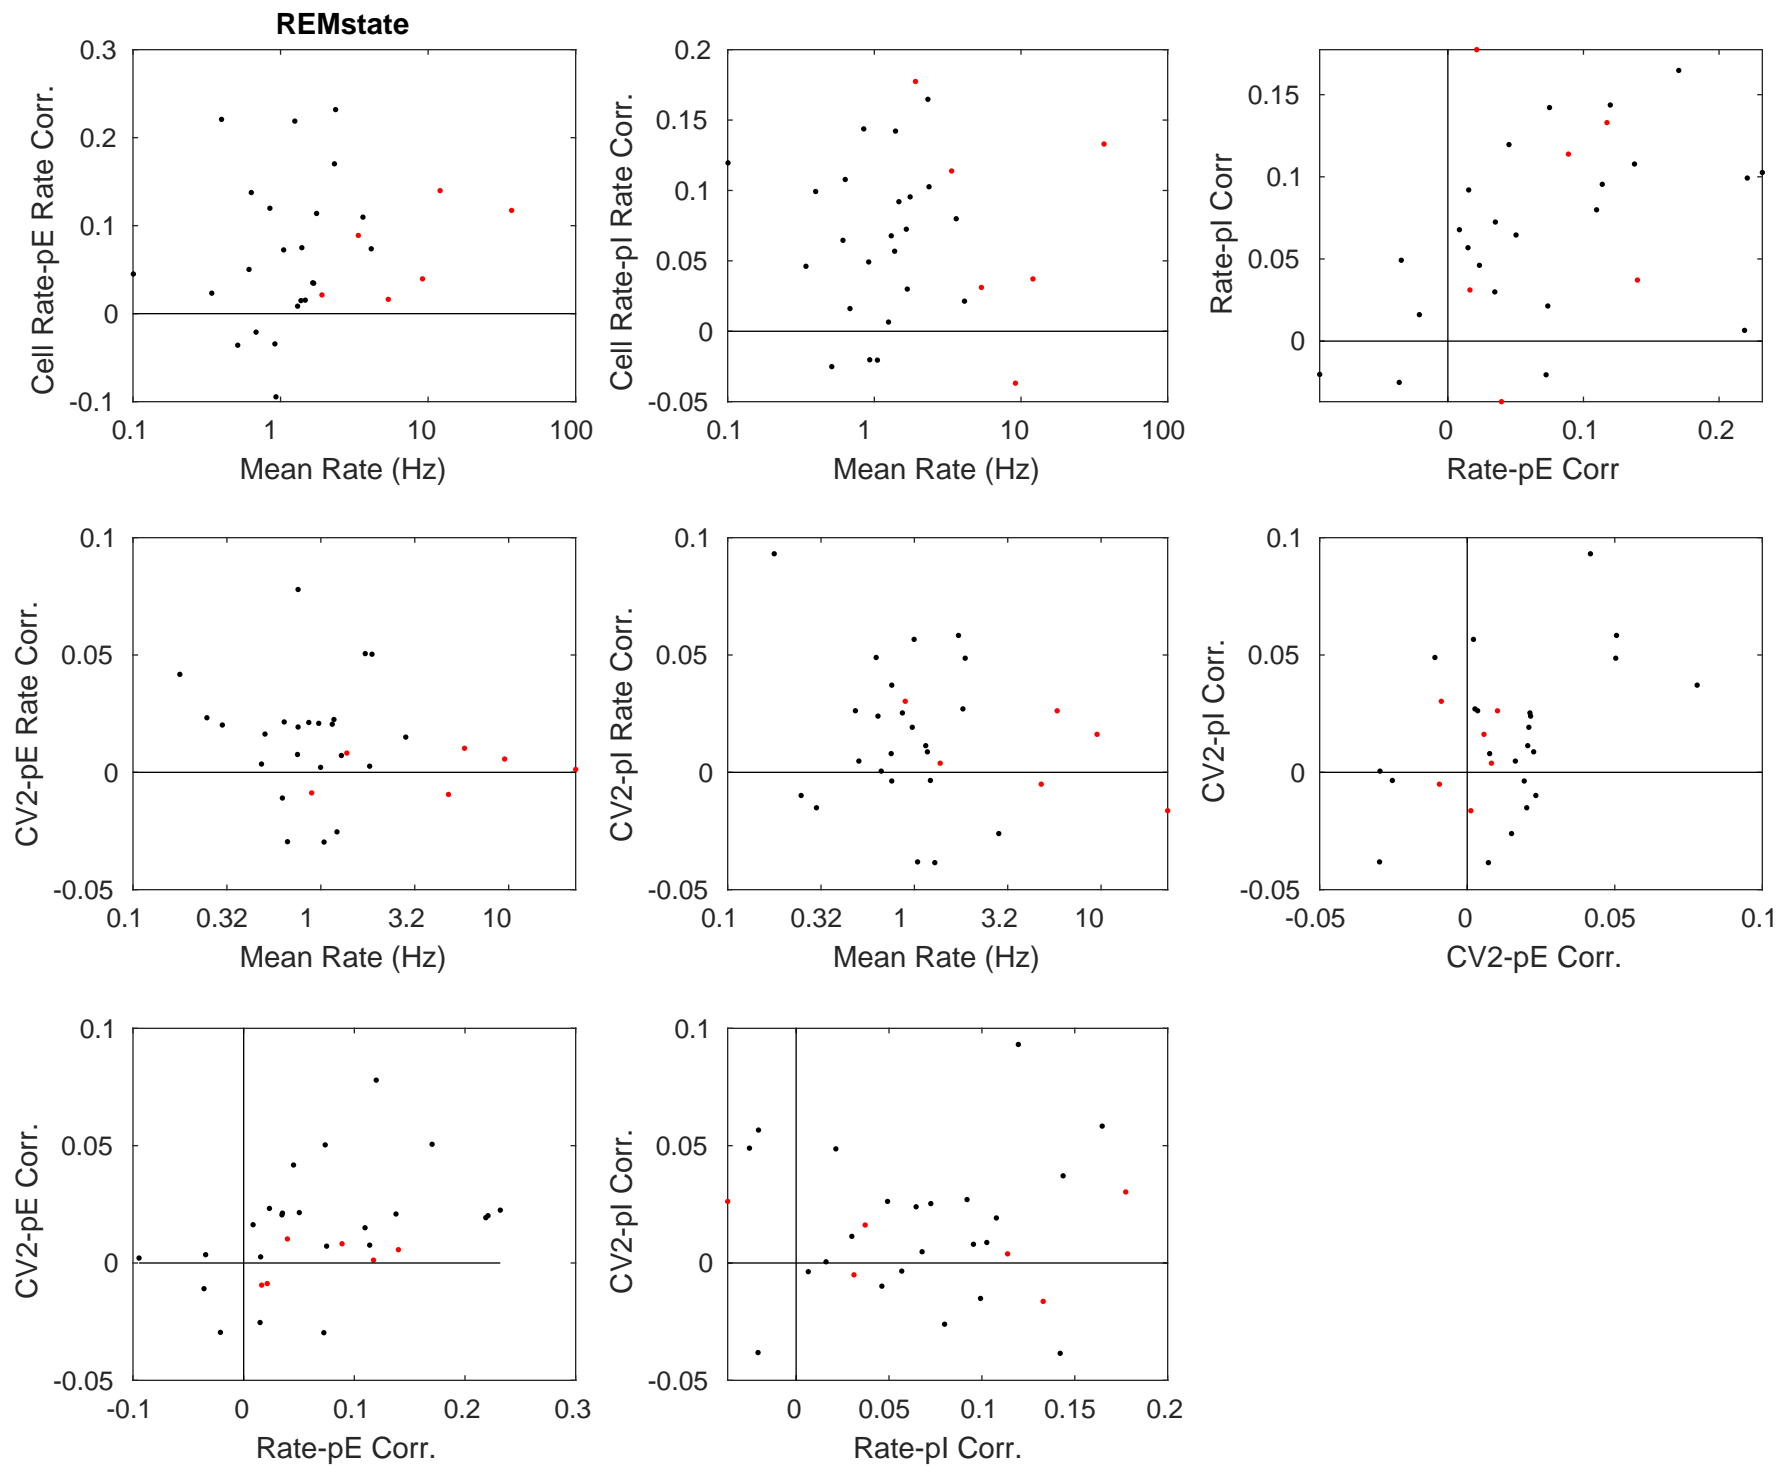 REMstate
0.3
0.2
0.1
0
-0.1
Cell Rate-pE Rate Corr.
0.1 1 10 100
Mean Rate (Hz)
0.2
0.15
0.1
0.05
0
-0.05
Cell Rate-pI Rate Corr.
0.1 1 10 100
Mean Rate (Hz)
0.15
0.1
0.05
0
Rate-pI Corr
0 0.1 0.2
Rate-pE Corr
0.1
0.05
0
-0.05
CV2-pE Rate Corr.
0.1 0.32 1 3.2 10
Mean Rate (Hz)
0.1
0.05
0
-0.05
CV2-pI Rate Corr.
0.1 0.32 1 3.2 10
Mean Rate (Hz)
0.1
0.05
0
-0.05
CV2-pI Corr.
-0.05 0 0.05 0.1
CV2-pE Corr.
0.1
0.05
0
-0.05
CV2-pE Corr.
-0.1 0 0.1 0.2 0.3
Rate-pE Corr.
0.1
0.05
0
-0.05
CV2-pI Corr.
0 0.05 0.1 0.15 0.2
Rate-pI Corr.